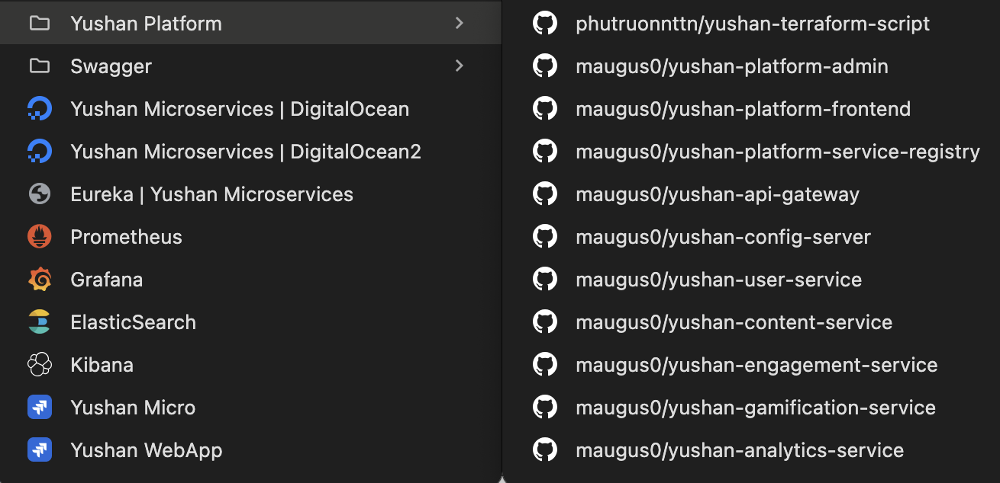 Yushan Platform
Swagger
Yushan Microservices | DigitalOcean
Yushan Microservices | DigitalOcean2
Eureka | Yushan Microservices
Prometheus
Grafana
ElasticSearch
Kibana
Yushan Micro
Yushan WebApp
phutruonnttn/yushan-terraform-script
maugus0/yushan-platform-admin
maugus0/yushan-platform-frontend
maugus0/yushan-platform-service-registry
maugus0/yushan-api-gateway
maugus0/yushan-config-server
maugus0/yushan-user-service
maugus0/yushan-content-service
maugus0/yushan-engagement-service
maugus0/yushan-gamification-service
maugus0/yushan-analytics-service